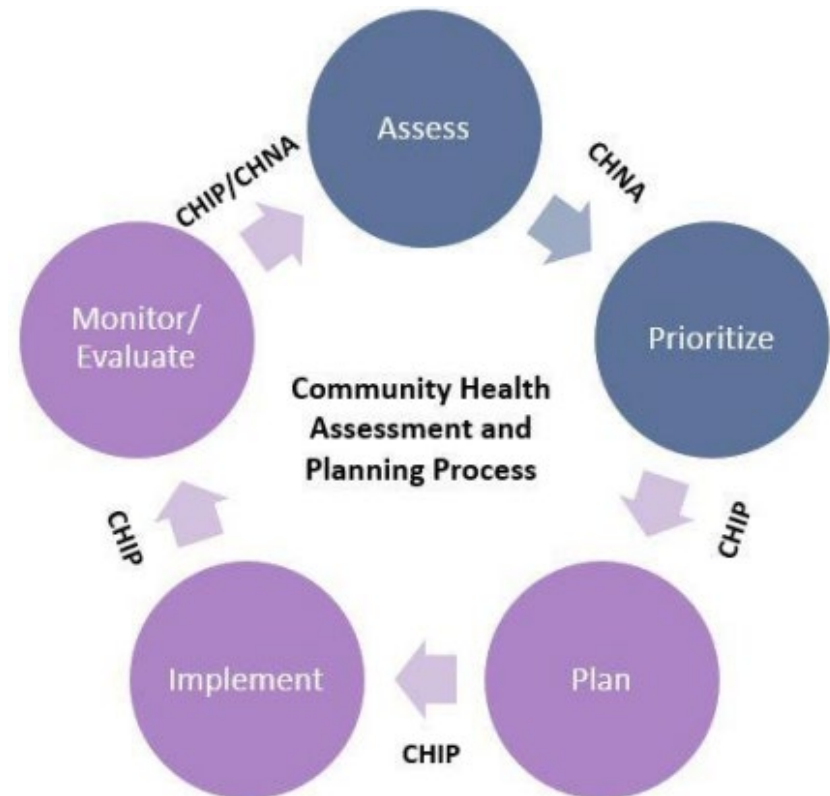 Assess
CHNA
Prioritize
CHIP
Plan
CHIP
Implement
CHIP
Monitor/
Evaluate
CHIP/CHNA
Community Health
Assessment and
Planning Process